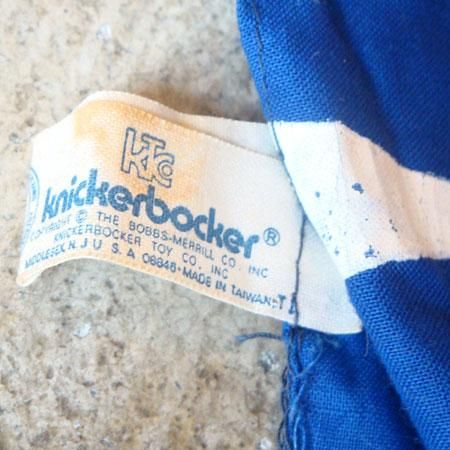 KTC
knickerbocker®
COPYRIGHT © THE BOBBS-MERRILL CO. INC
KNICKERBOCKER TOY CO. INC.
MIDDLESEX, N. J. U. S. A. 08846 • MADE IN TAIWAN